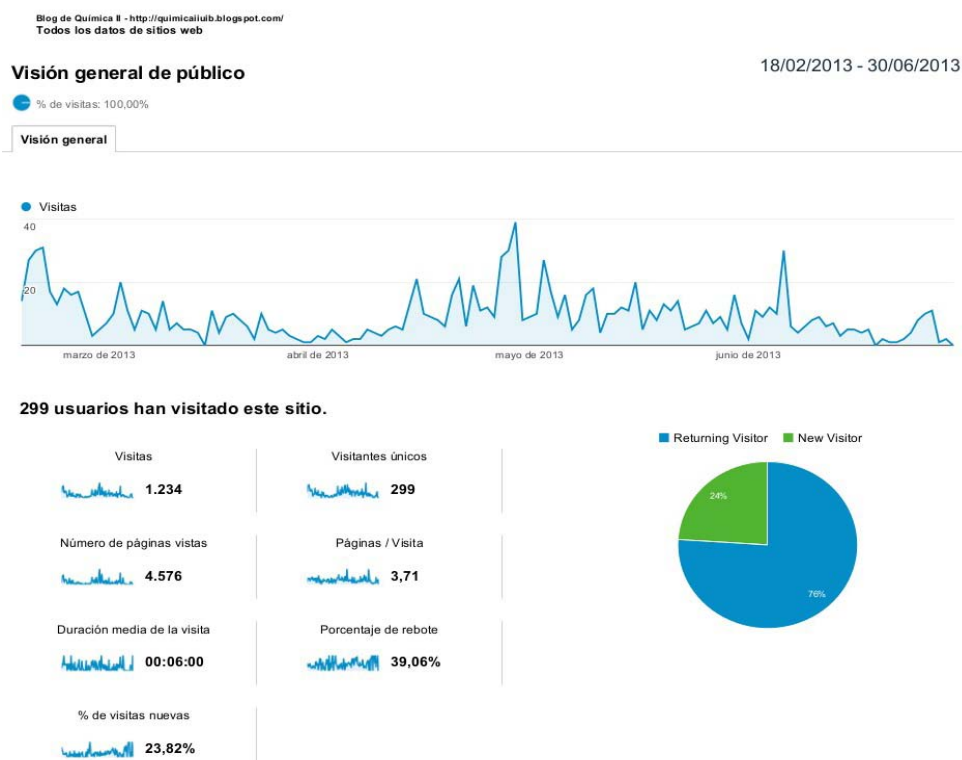 Blog de Química II - http://quimicaiiuib.blogspot.com/
Todos los datos de sitios web
Visión general de público
18/02/2013 - 30/06/2013
% de visitas: 100,00%
Visión general
Visitas
40
20
marzo de 2013
abril de 2013
mayo de 2013
junio de 2013
299 usuarios han visitado este sitio.
Returning Visitor
New Visitor
Visitas
1.234
Visitantes únicos
299
Número de páginas vistas
4.576
Páginas / Visita
3,71
Duración media de la visita
00:06:00
Porcentaje de rebote
39,06%
% de visitas nuevas
23,82%
24%
76%